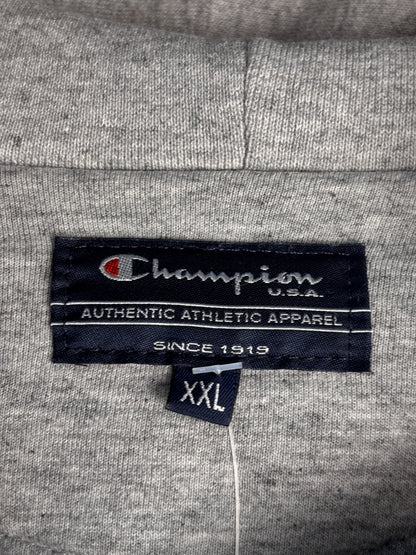 Champion
U.S.A.
AUTHENTIC ATHLETIC APPAREL
SINCE 1919
XXL